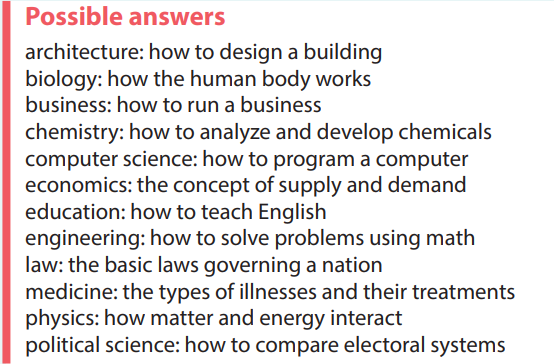 Possible answers
architecture: how to design a building
biology: how the human body works
business: how to run a business
chemistry: how to analyze and develop chemicals
computer science: how to program a computer
economics: the concept of supply and demand
education: how to teach English
engineering: how to solve problems using math
law: the basic laws governing a nation
medicine: the types of illnesses and their treatments
physics: how matter and energy interact
political science: how to compare electoral systems